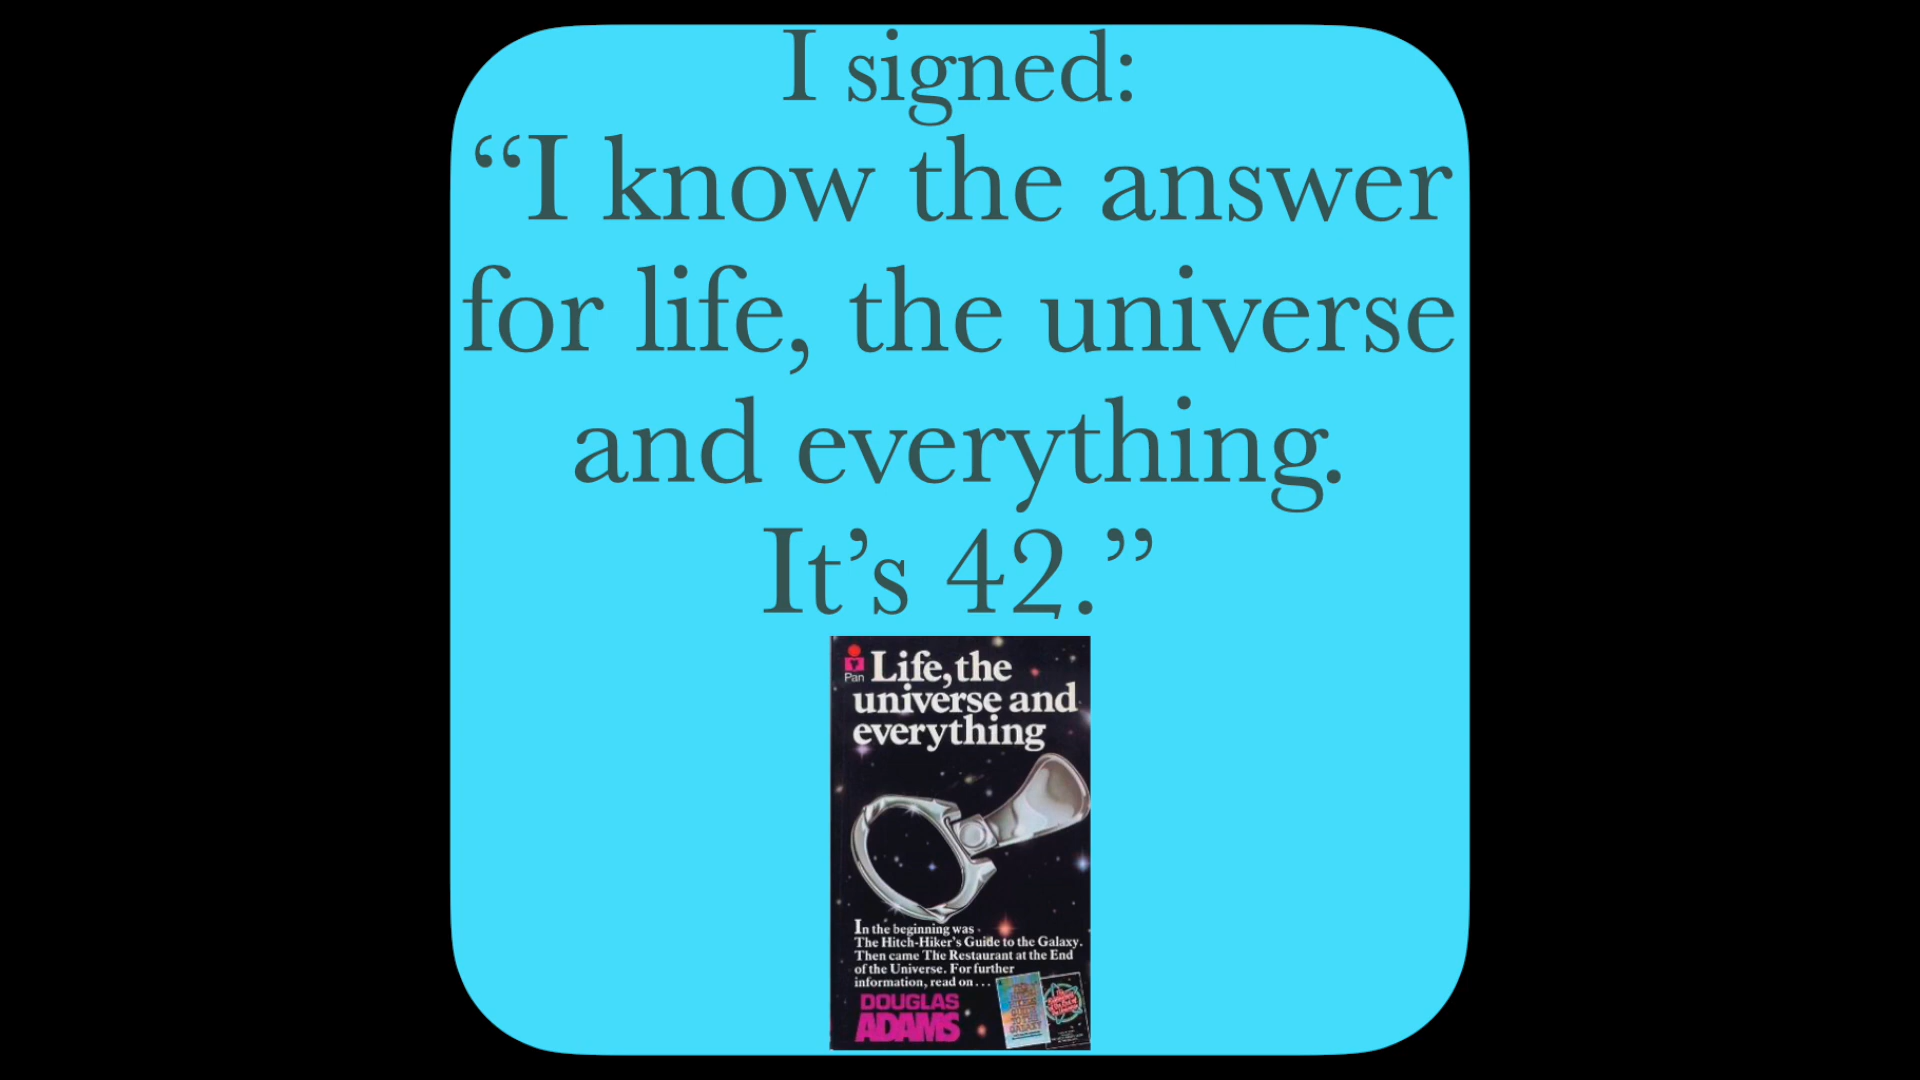 I signed:
“I know the answer
for life, the universe
and everything.
It’s 42.”
Pan
Life, the
universe and
everything
In the beginning was
The Hitch-Hiker's Guide to the Galaxy.
Then came The Restaurant at the End
of the Universe. For further
information, read on...
DOUGLAS
ADAMS